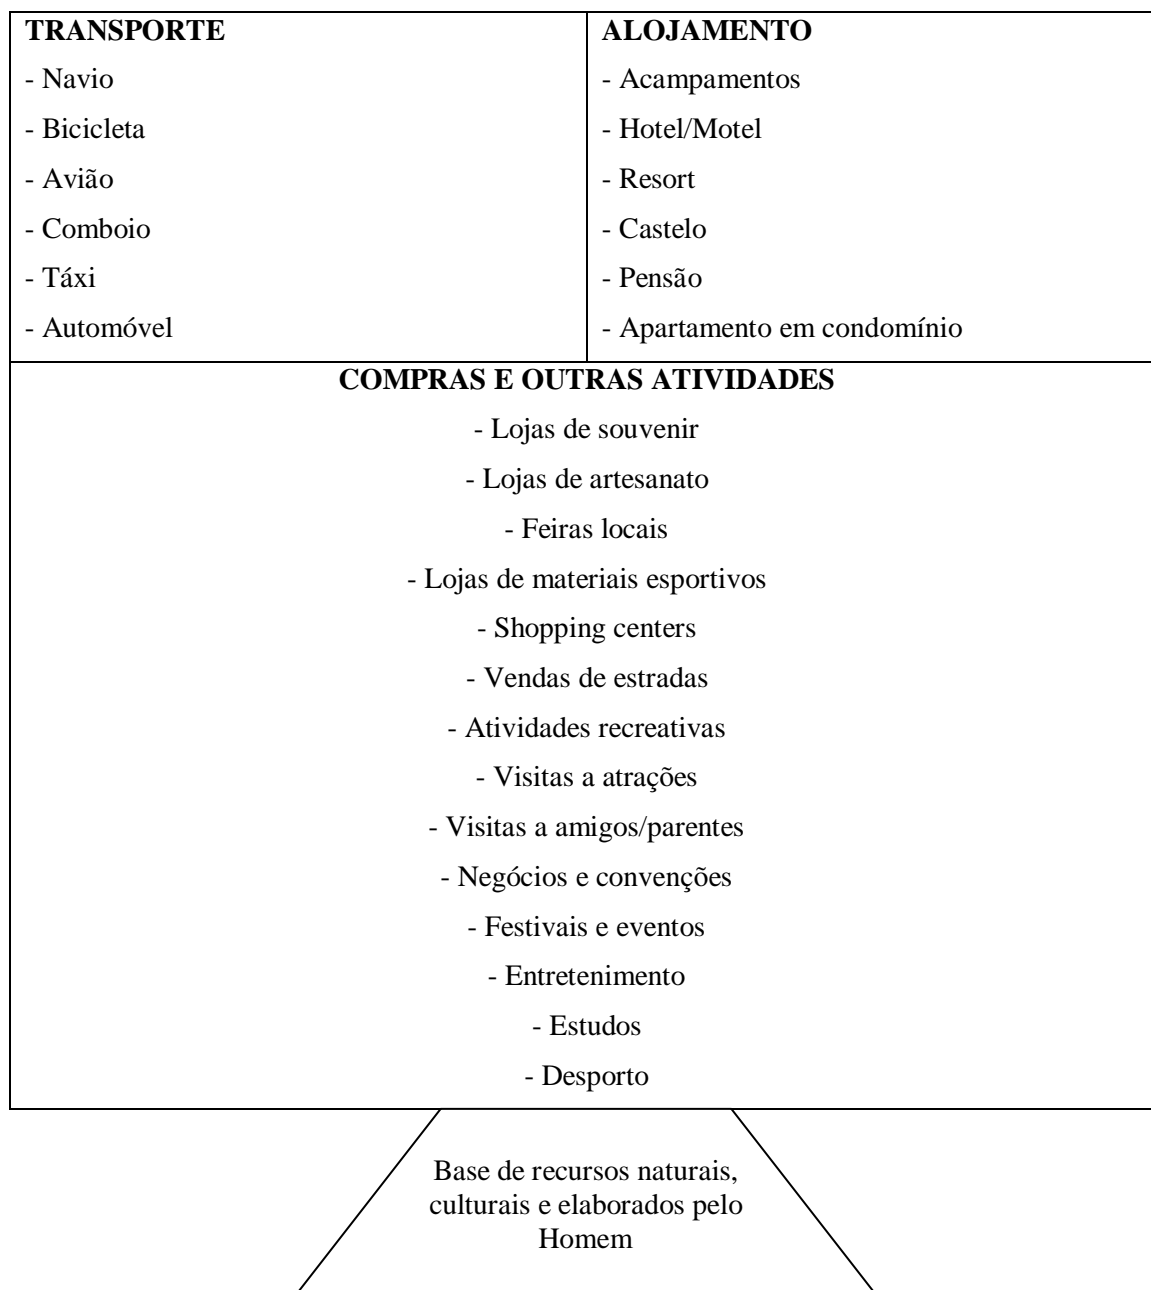 TRANSPORTE
- Navio
- Bicicleta
- Avião
- Comboio
- Táxi
- Automóvel
ALOJAMENTO
- Acampamentos
- Hotel/Motel
- Resort
- Castelo
- Pensão
- Apartamento em condomínio
COMPRAS E OUTRAS ATIVIDADES
- Lojas de souvenir
- Lojas de artesanato
- Feiras locais
- Lojas de materiais esportivos
- Shopping centers
- Vendas de estradas
- Atividades recreativas
- Visitas a atrações
- Visitas a amigos/parentes
- Negócios e convenções
- Festivais e eventos
- Entretenimento
- Estudos
- Desporto
Base de recursos naturais,
culturais e elaborados pelo
Homem